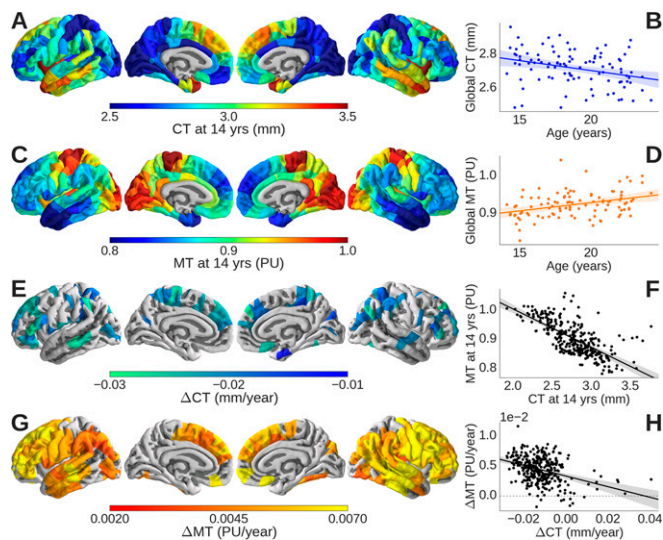 A
B
2.5 3.0 3.5
CT at 14 yrs (mm)
Global CT (mm)
2.8
2.6
15 20
Age (years)
C
D
0.8 0.9 1.0
MT at 14 yrs (PU)
Global MT (PU)
1.0
0.9
15 20
Age (years)
E
F
−0.03 −0.02 −0.01
ΔCT (mm/year)
MT at 14 yrs (PU)
1.0
0.9
0.8
2.0 2.5 3.0 3.5
CT at 14 yrs (mm)
G
H
0.0020 0.0045 0.0070
ΔMT (PU/year)
ΔMT (PU/year)
1e−2
1.0
0.5
0.0
−0.02 0.00 0.02 0.04
ΔCT (mm/year)